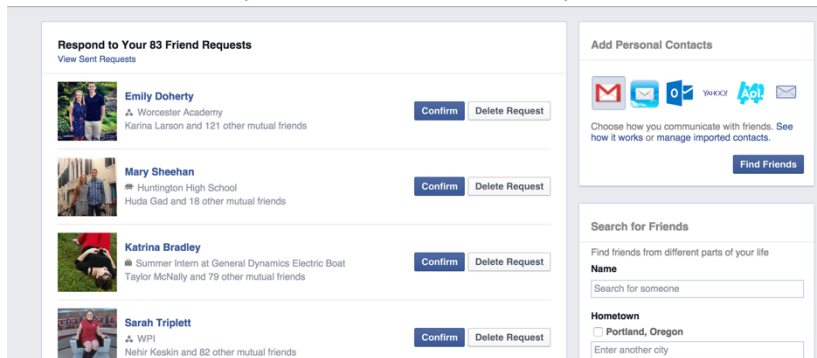 Respond to Your 83 Friend Requests
View Sent Requests
Emily Doherty
Worcester Academy
Karina Larson and 121 other mutual friends
Confirm
Delete Request
Mary Sheehan
Huntington High School
Huda Gad and 18 other mutual friends
Confirm
Delete Request
Katrina Bradley
Summer Intern at General Dynamics Electric Boat
Taylor McNally and 79 other mutual friends
Confirm
Delete Request
Sarah Triplett
WPI
Nehir Keskin and 82 other mutual friends
Confirm
Delete Request
Add Personal Contacts
YAHOO!
Aol.
Choose how you communicate with friends. See
how it works or manage imported contacts.
Find Friends
Search for Friends
Find friends from different parts of your life
Name
Search for someone
Hometown
Portland, Oregon
Enter another city